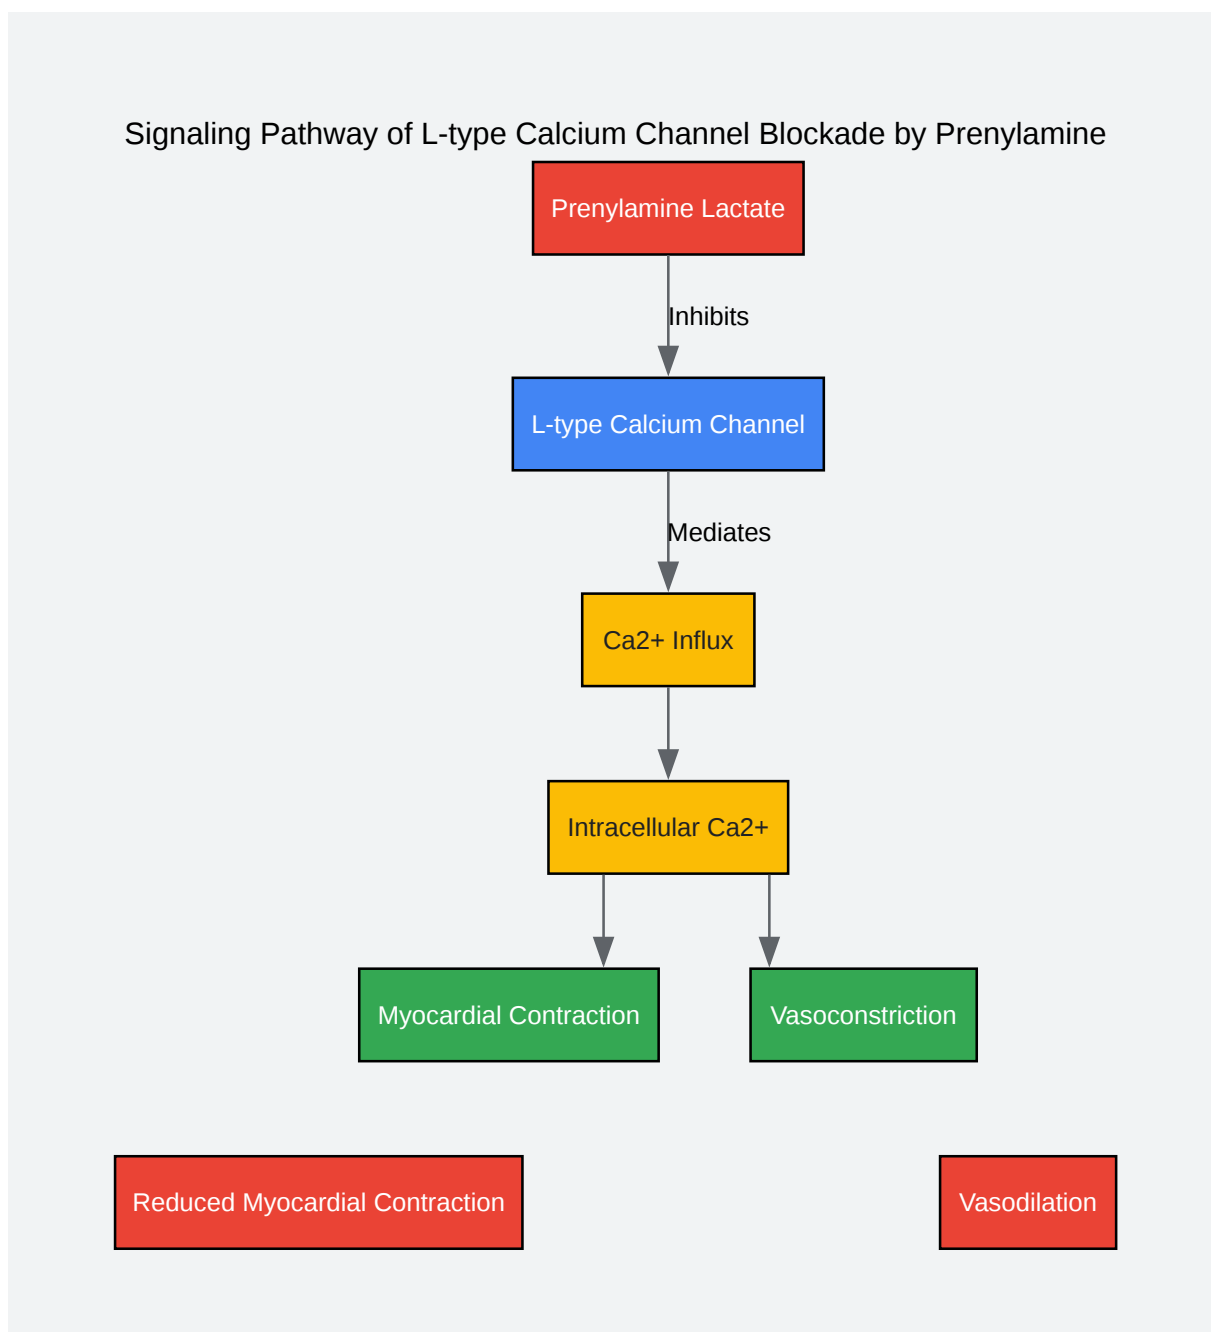 Signaling Pathway of L-type Calcium Channel Blockade by Prenylamine
Prenylamine Lactate
Inhibits
L-type Calcium Channel
Mediates
Ca2+ Influx
Intracellular Ca2+
Myocardial Contraction
Vasoconstriction
Reduced Myocardial Contraction
Vasodilation